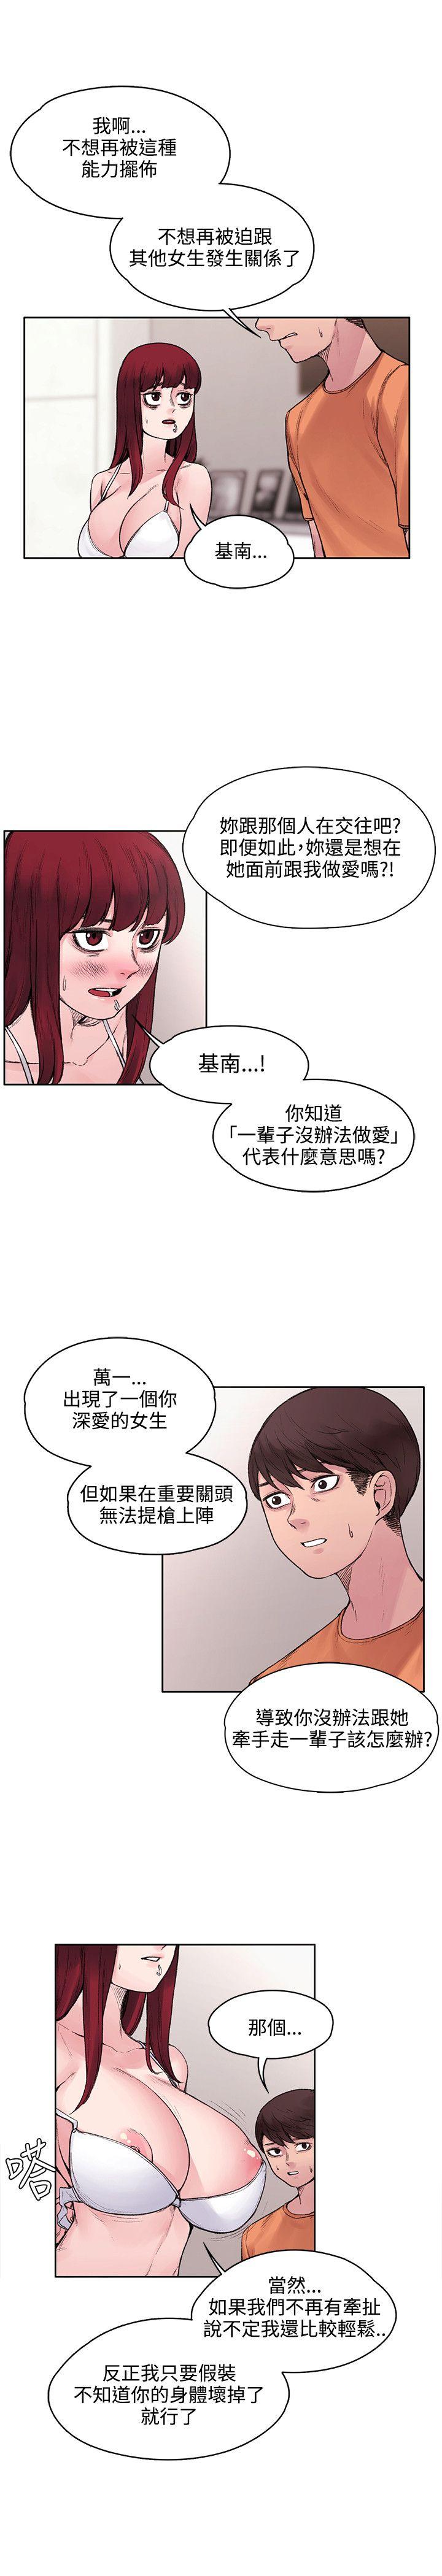 我啊...
不想再被這種
能力擺佈
不想再被迫跟
其他女生發生關係了
基南...
妳跟那個人在交往吧?
即便如此,妳還是想在
她面前跟我做愛嗎?!
基南...!
你知道
「一輩子沒辦法做愛」
代表什麼意思嗎?
萬一...
出現了一個你
深愛的女生
但如果在重要關頭
無法提槍上陣
導致你沒辦法跟她
牽手走一輩子該怎麼辦?
那個...
嗒
當然...
如果我們不再有牽扯
說不定我還比較輕鬆..
反正我只要假裝
不知道你的身體壞掉了
就行了